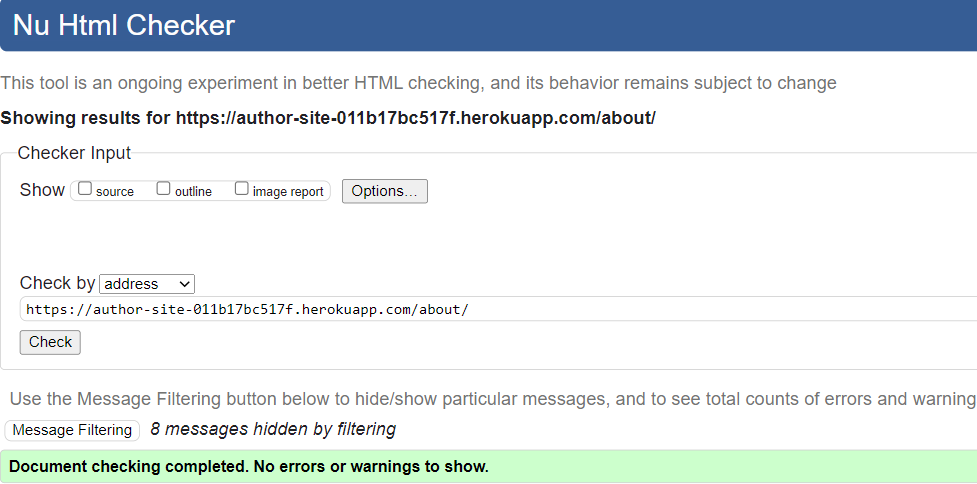 Nu Html Checker
This tool is an ongoing experiment in better HTML checking, and its behavior remains subject to change
Showing results for https://author-site-011b17bc517f.herokuapp.com/about/
Checker Input
Show source outline image report Options...
Check by address
https://author-site-011b17bc517f.herokuapp.com/about/
Check
Use the Message Filtering button below to hide/show particular messages, and to see total counts of errors and warning
Message Filtering 8 messages hidden by filtering
Document checking completed. No errors or warnings to show.